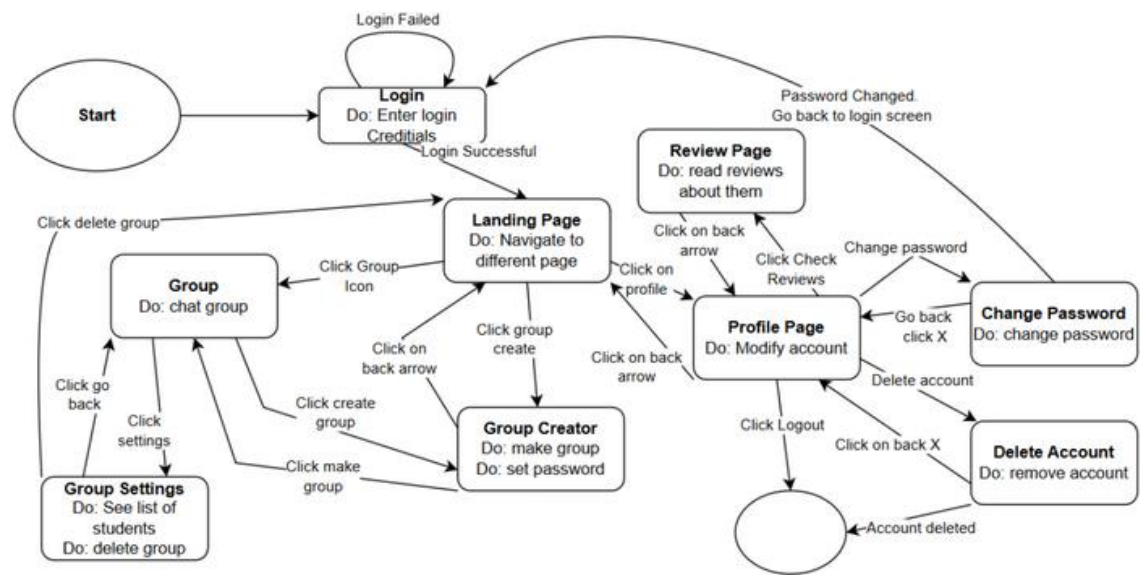 Login Failed
Start
Login
Do: Enter login
Creditials
Login Successful
Password Changed.
Go back to login screen
Review Page
Do: read reviews
about them
Click delete group
Landing Page
Do: Navigate to
different page
Click on back
arrow
Click Check
Reviews
Change password
Click Group
Icon
Click on
profile
Group
Do: chat group
Profile Page
Do: Modify account
Go back
click X
Change Password
Do: change password
Click group
create
Click on
back arrow
Click on back
arrow
Click go
back
Click
settings
Click create
group
Delete account
Group Creator
Do: make group
Do: set password
Click Logout
Click on back X
Delete Account
Do: remove account
Click make
group
Group Settings
Do: See list of
students
Do: delete group
Account deleted